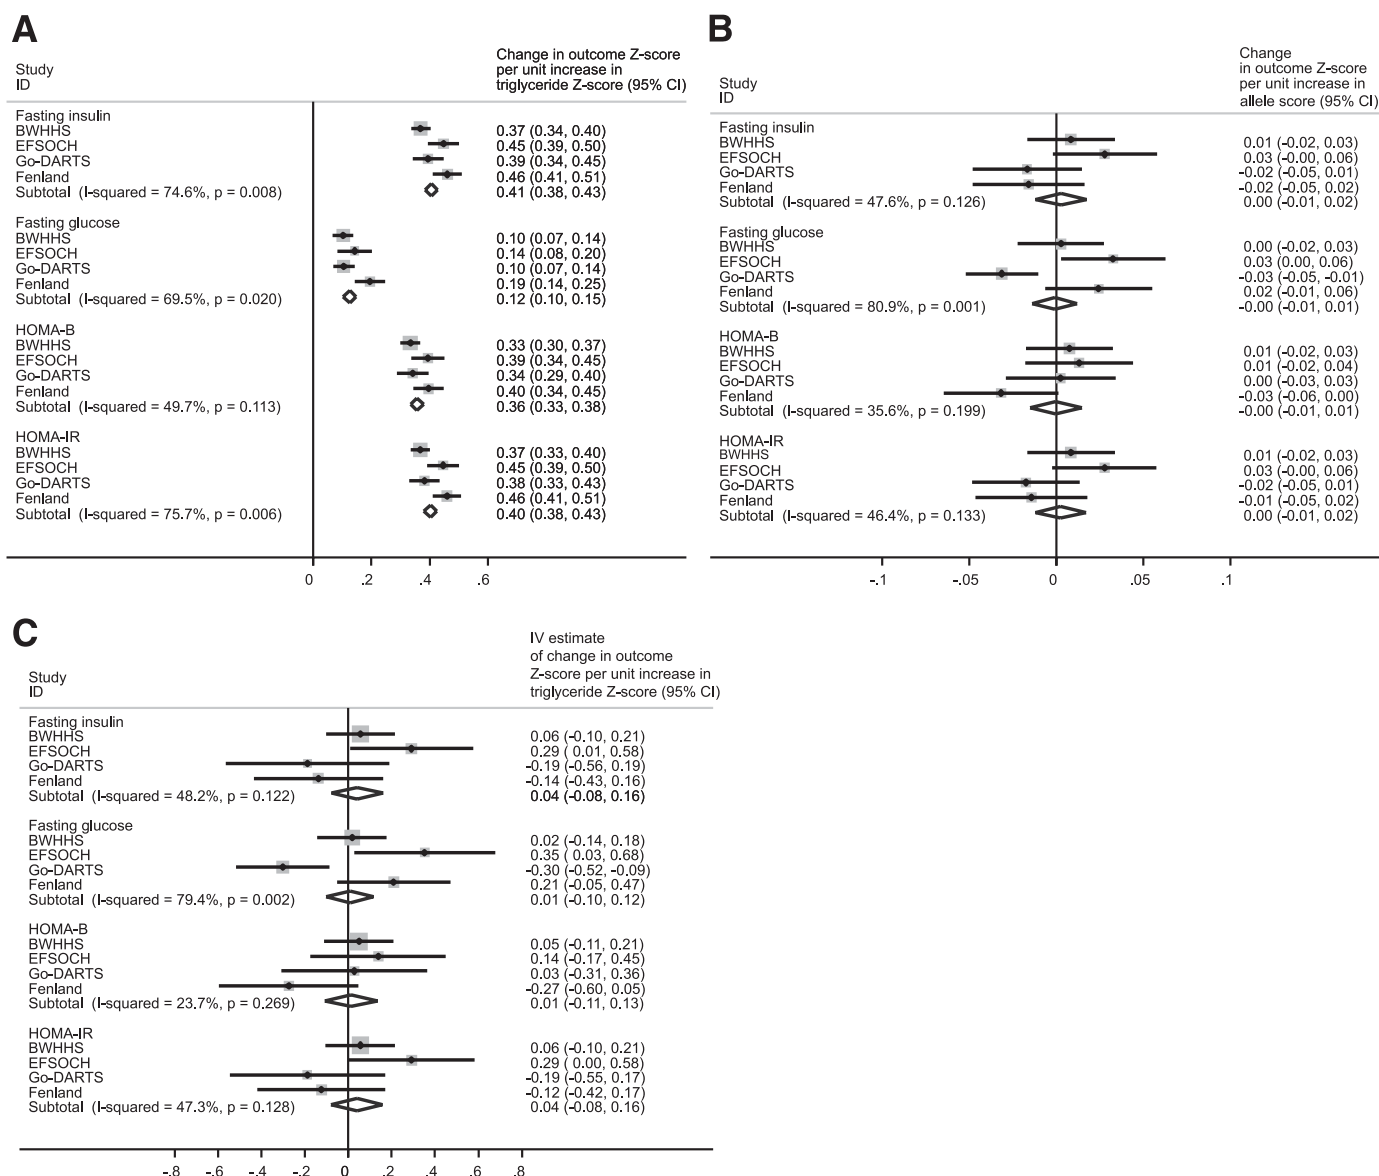 A
Study
ID
Change in outcome Z-score
per unit increase in
triglyceride Z-score (95% CI)
Fasting insulin
BWHHS 0.37 (0.34, 0.40)
EFSOCH 0.45 (0.39, 0.50)
Go-DARTS 0.39 (0.34, 0.45)
Fenland 0.46 (0.41, 0.51)
Subtotal (I-squared = 74.6%, p = 0.008) 0.41 (0.38, 0.43)
Fasting glucose
BWHHS 0.10 (0.07, 0.14)
EFSOCH 0.14 (0.08, 0.20)
Go-DARTS 0.10 (0.07, 0.14)
Fenland 0.19 (0.14, 0.25)
Subtotal (I-squared = 69.5%, p = 0.020) 0.12 (0.10, 0.15)
HOMA-B
BWHHS 0.33 (0.30, 0.37)
EFSOCH 0.39 (0.34, 0.45)
Go-DARTS 0.34 (0.29, 0.40)
Fenland 0.40 (0.34, 0.45)
Subtotal (I-squared = 49.7%, p = 0.113) 0.36 (0.33, 0.38)
HOMA-IR
BWHHS 0.37 (0.33, 0.40)
EFSOCH 0.45 (0.39, 0.50)
Go-DARTS 0.38 (0.33, 0.43)
Fenland 0.46 (0.41, 0.51)
Subtotal (I-squared = 75.7%, p = 0.006) 0.40 (0.38, 0.43)
0 .2 .4 .6
B
Study
ID
Change
in outcome Z-score
per unit increase in
allele score (95% CI)
Fasting insulin
BWHHS 0.01 (-0.02, 0.03)
EFSOCH 0.03 (-0.00, 0.06)
Go-DARTS -0.02 (-0.05, 0.01)
Fenland -0.02 (-0.05, 0.02)
Subtotal (I-squared = 47.6%, p = 0.126) 0.00 (-0.01, 0.02)
Fasting glucose
BWHHS 0.00 (-0.02, 0.03)
EFSOCH 0.03 (0.00, 0.06)
Go-DARTS -0.03 (-0.05, -0.01)
Fenland 0.02 (-0.01, 0.06)
Subtotal (I-squared = 80.9%, p = 0.001) -0.00 (-0.01, 0.01)
HOMA-B
BWHHS 0.01 (-0.02, 0.03)
EFSOCH 0.01 (-0.02, 0.04)
Go-DARTS 0.00 (-0.03, 0.03)
Fenland -0.03 (-0.06, 0.00)
Subtotal (I-squared = 35.6%, p = 0.199) -0.00 (-0.01, 0.01)
HOMA-IR
BWHHS 0.01 (-0.02, 0.03)
EFSOCH 0.03 (-0.00, 0.06)
Go-DARTS -0.02 (-0.05, 0.01)
Fenland -0.01 (-0.05, 0.02)
Subtotal (I-squared = 46.4%, p = 0.133) 0.00 (-0.01, 0.02)
-.1 -.05 0 .05 .1
C
Study
ID
IV estimate
of change in outcome
Z-score per unit increase in
triglyceride Z-score (95% CI)
Fasting insulin
BWHHS 0.06 (-0.10, 0.21)
EFSOCH 0.29 ( 0.01, 0.58)
Go-DARTS -0.19 (-0.56, 0.19)
Fenland -0.14 (-0.43, 0.16)
Subtotal (I-squared = 48.2%, p = 0.122) 0.04 (-0.08, 0.16)
Fasting glucose
BWHHS 0.02 (-0.14, 0.18)
EFSOCH 0.35 ( 0.03, 0.68)
Go-DARTS -0.30 (-0.52, -0.09)
Fenland 0.21 (-0.05, 0.47)
Subtotal (I-squared = 79.4%, p = 0.002) 0.01 (-0.10, 0.12)
HOMA-B
BWHHS 0.05 (-0.11, 0.21)
EFSOCH 0.14 (-0.17, 0.45)
Go-DARTS 0.03 (-0.31, 0.36)
Fenland -0.27 (-0.60, 0.05)
Subtotal (I-squared = 23.7%, p = 0.269) 0.01 (-0.11, 0.13)
HOMA-IR
BWHHS 0.06 (-0.10, 0.21)
EFSOCH 0.29 ( 0.00, 0.58)
Go-DARTS -0.19 (-0.55, 0.17)
Fenland -0.12 (-0.42, 0.17)
Subtotal (I-squared = 47.3%, p = 0.128) 0.04 (-0.08, 0.16)
-.8 -.6 -.4 -.2 0 .2 .4 .6 .8